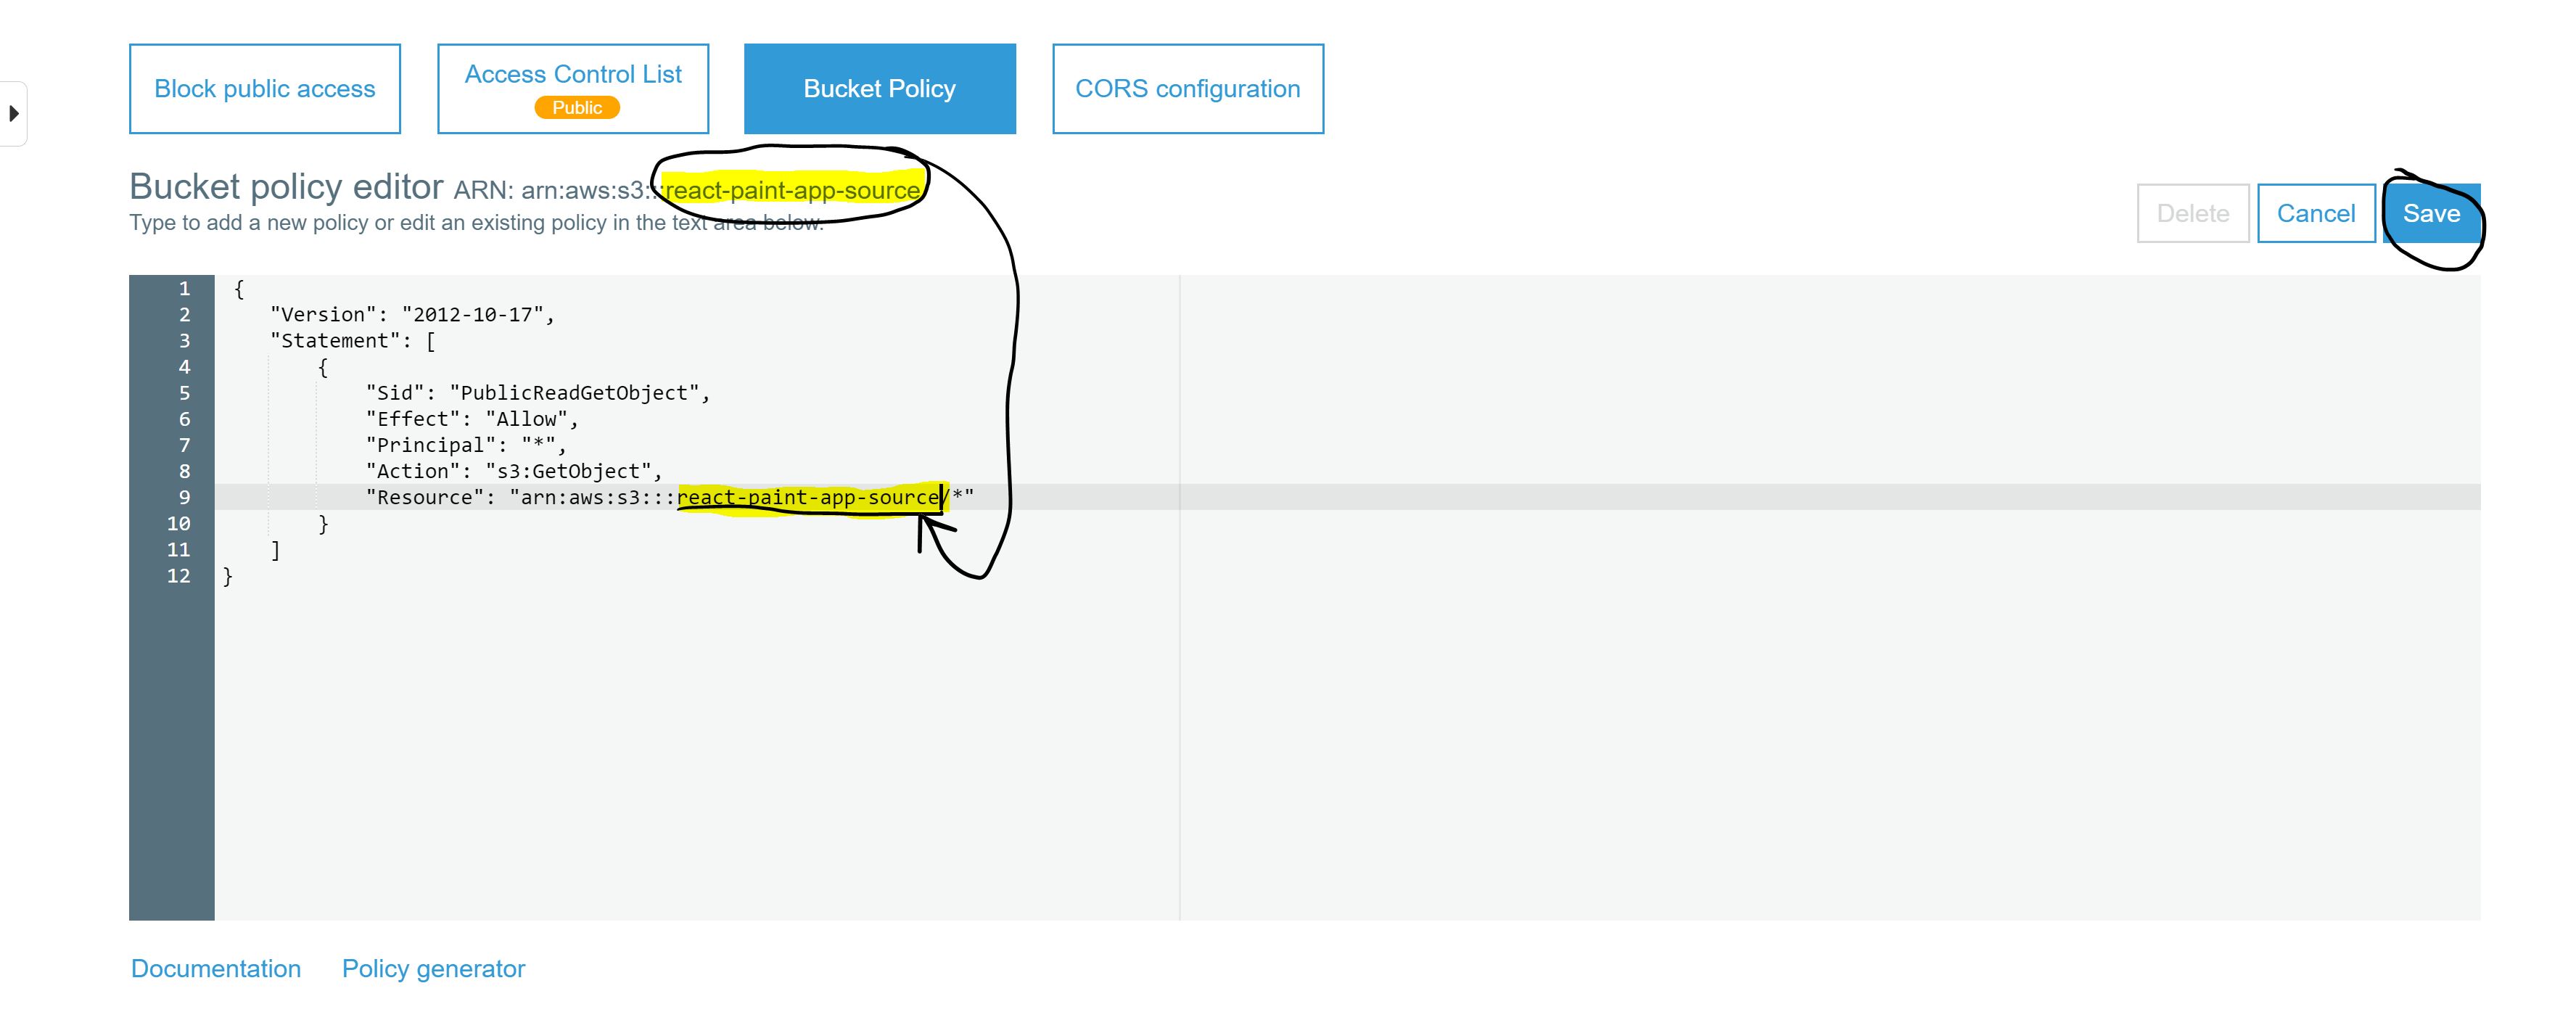 Block public access
Access Control List
Public
Bucket Policy
CORS configuration
Bucket policy editor ARN: arn:aws:s3:::react-paint-app-source
Type to add a new policy or edit an existing policy in the text area below.
Delete
Cancel
Save
1 {
2 "Version": "2012-10-17",
3 "Statement": [
4 {
5 "Sid": "PublicReadGetObject",
6 "Effect": "Allow",
7 "Principal": "*",
8 "Action": "s3:GetObject",
9 "Resource": "arn:aws:s3:::react-paint-app-source/*"
10 }
11 ]
12 }
Documentation
Policy generator